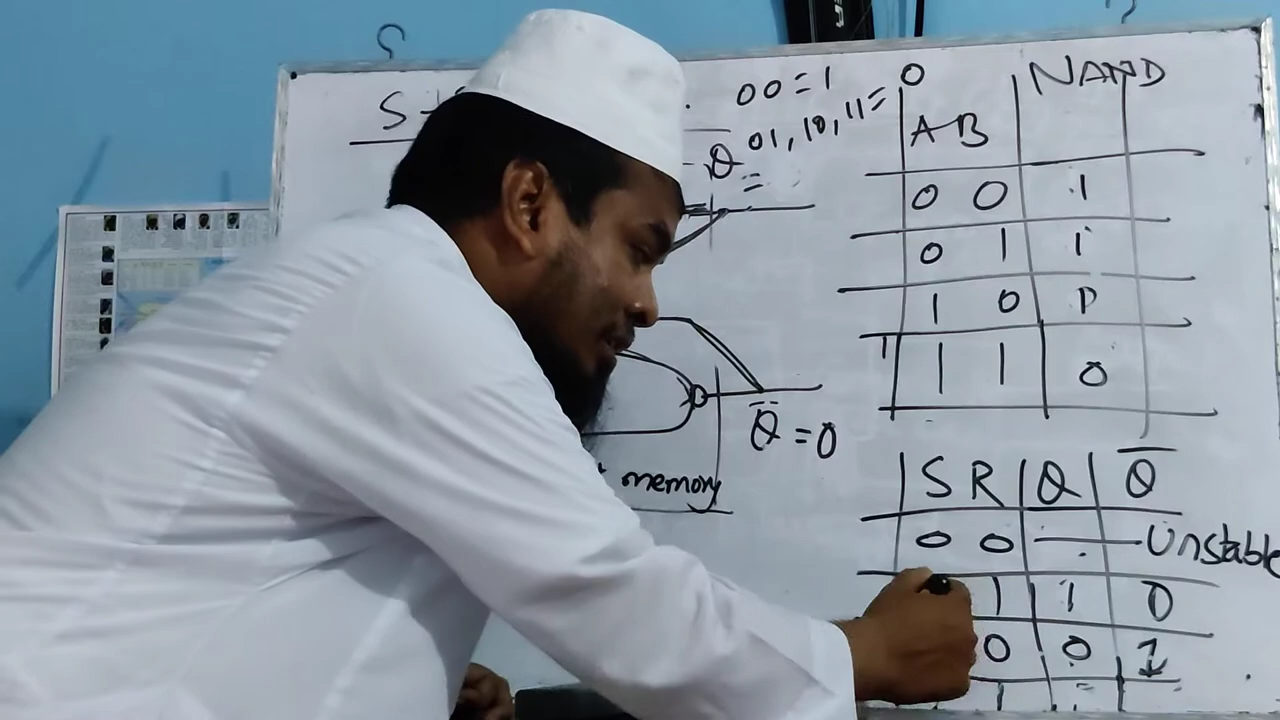 00 = 1
01, 10, 11 = 0
Q
=
Q̅ = 0
memory
NAND
A B
0 0 1
0 1 1
1 0 1
1 1 0
S R Q Q̅
0 0 — Unstable
1 1 0
0 0 1